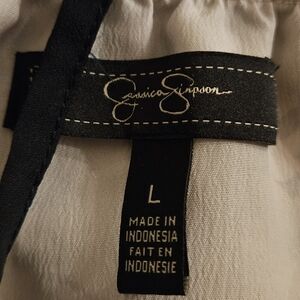 Jessica Simpson
L
MADE IN
INDONESIA
FAIT EN
INDONESIE